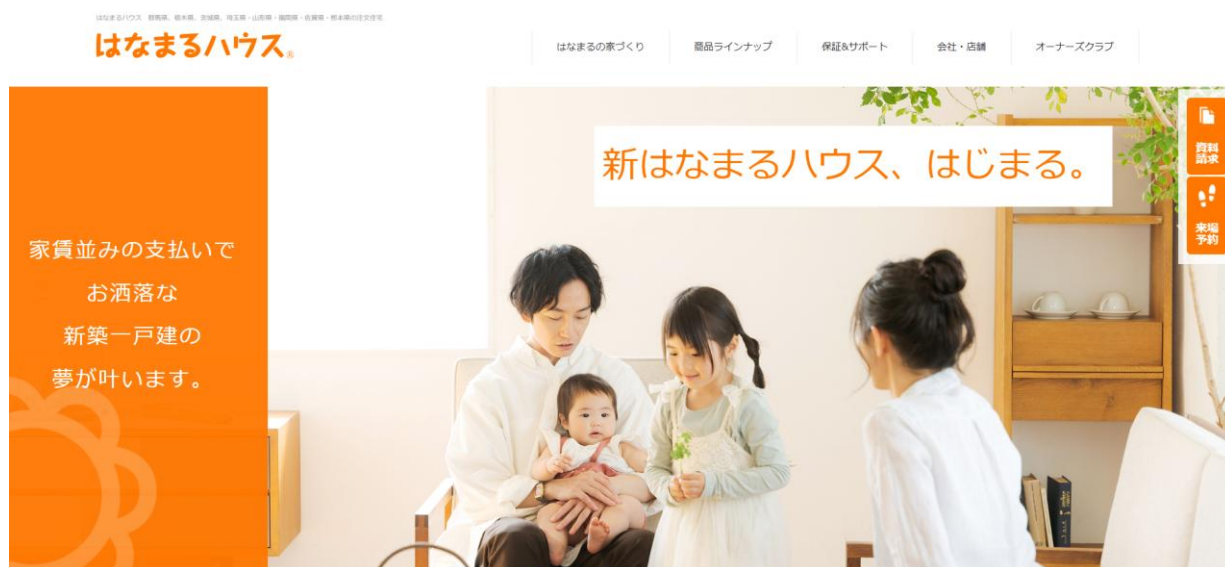 はなまるハウス 群馬県、栃木県、茨城県、埼玉県・山形県・福岡県・佐賀県・熊本県の注文住宅
はなまるハウス®
はなまるの家づくり
商品ラインナップ
保証&サポート
会社・店舗
オーナーズクラブ
新はなまるハウス、はじまる。
資料
請求
来場
予約
家賃並みの支払いで
お洒落な
新築一戸建の
夢が叶います。